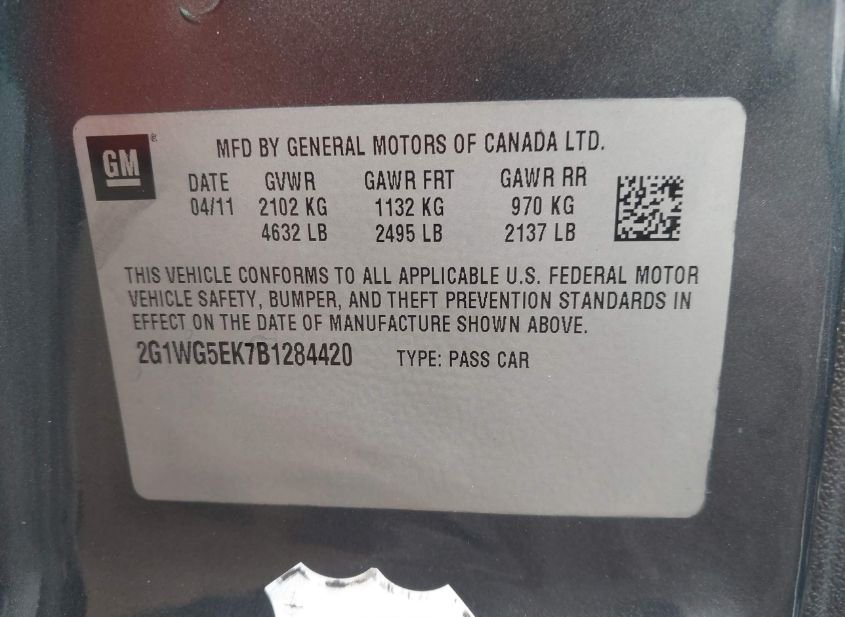 GM®
MFD BY GENERAL MOTORS OF CANADA LTD.
DATE GVWR GAWR FRT GAWR RR
04/11 2102 KG 1132 KG 970 KG
4632 LB 2495 LB 2137 LB
THIS VEHICLE CONFORMS TO ALL APPLICABLE U.S. FEDERAL MOTOR
VEHICLE SAFETY, BUMPER, AND THEFT PREVENTION STANDARDS IN
EFFECT ON THE DATE OF MANUFACTURE SHOWN ABOVE.
2G1WG5EK7B1284420 TYPE: PASS CAR